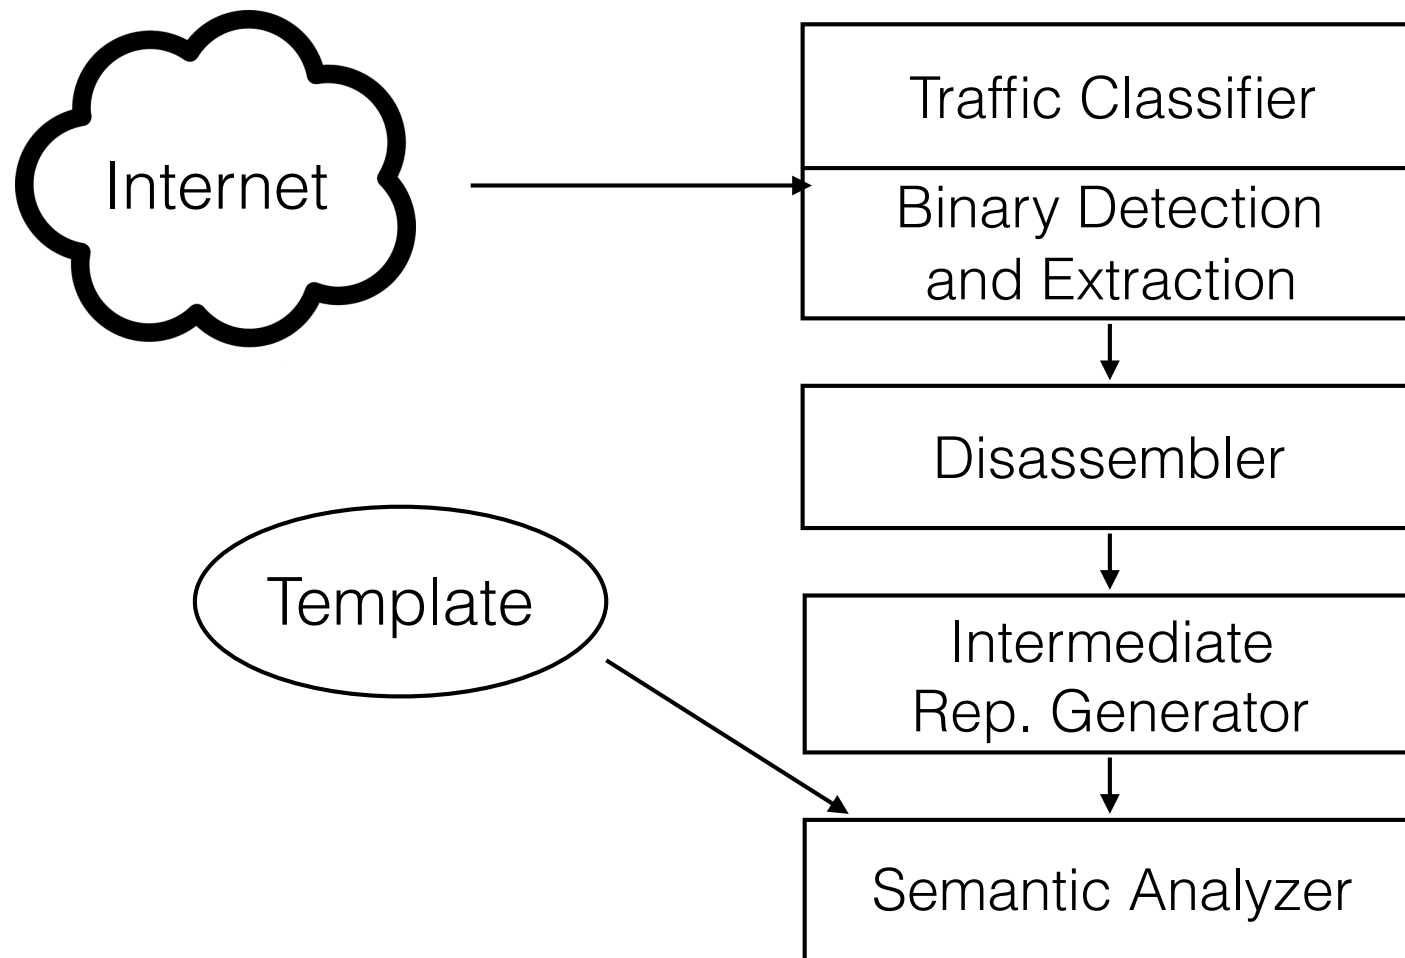 Internet
Traffic Classifier
Binary Detection
and Extraction
Disassembler
Template
Intermediate
Rep. Generator
Semantic Analyzer